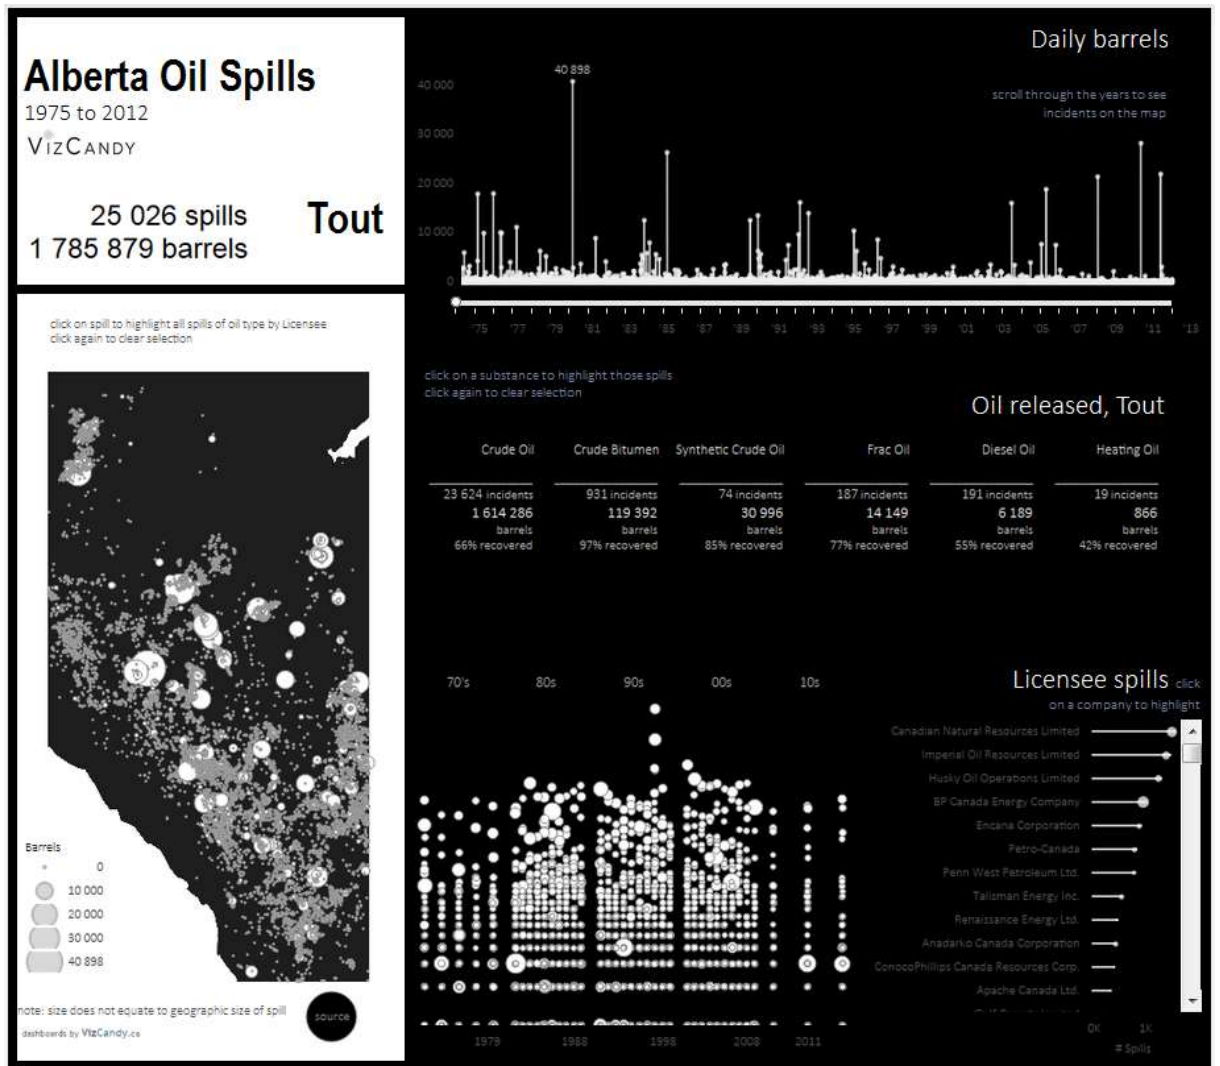 Alberta Oil Spills
1975 to 2012
VizCandy
25 026 spills
1 785 879 barrels
Tout
Daily barrels
scroll through the years to see
incidents on the map
40 898
40 000
30 000
20 000
10 000
0
'75 '77 '79 '81 '83 '85 '87 '89 '91 '93 '95 '97 '99 '01 '03 '05 '07 '09 '11 '13
click on spill to highlight all spills of oil type by Licensee
click again to clear selection
Barrels
0
10 000
20 000
30 000
40 898
note: size does not equate to geographic size of spill
dashboards by VizCandy.ca
source
click on a substance to highlight those spills
click again to clear selection
Oil released, Tout
Crude Oil Crude Bitumen Synthetic Crude Oil Frac Oil Diesel Oil Heating Oil
23 624 incidents 931 incidents 74 incidents 187 incidents 191 incidents 19 incidents
1 614 286 119 392 30 996 14 149 6 189 866
barrels barrels barrels barrels barrels barrels
66% recovered 97% recovered 85% recovered 77% recovered 55% recovered 42% recovered
70's 80s 90s 00s 10s
1979 1988 1998 2008 2011
Licensee spills click
on a company to highlight
Canadian Natural Resources Limited
Imperial Oil Resources Limited
Husky Oil Operations Limited
BP Canada Energy Company
Encana Corporation
Petro-Canada
Penn West Petroleum Ltd.
Talisman Energy Inc.
Renaissance Energy Ltd.
Anadarko Canada Corporation
ConocoPhillips Canada Resources Corp.
Apache Canada Ltd.
0K 1K
# Spills